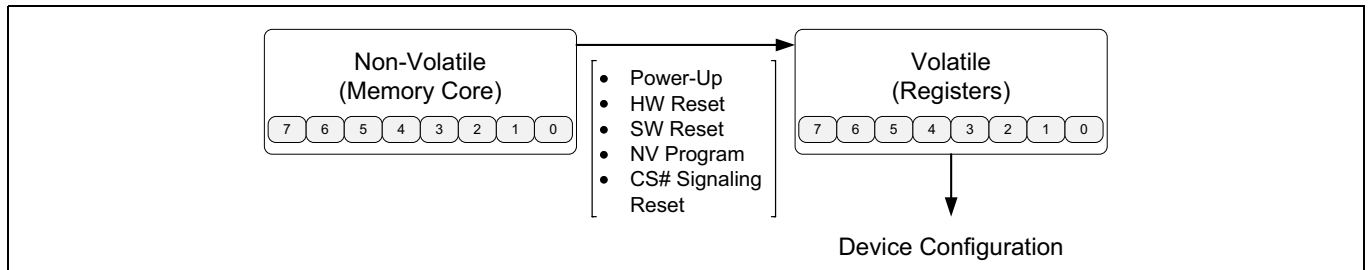 Non-Volatile
(Memory Core)
7 6 5 4 3 2 1 0
• Power-Up
• HW Reset
• SW Reset
• NV Program
• CS# Signaling
Reset
Volatile
(Registers)
7 6 5 4 3 2 1 0
Device Configuration